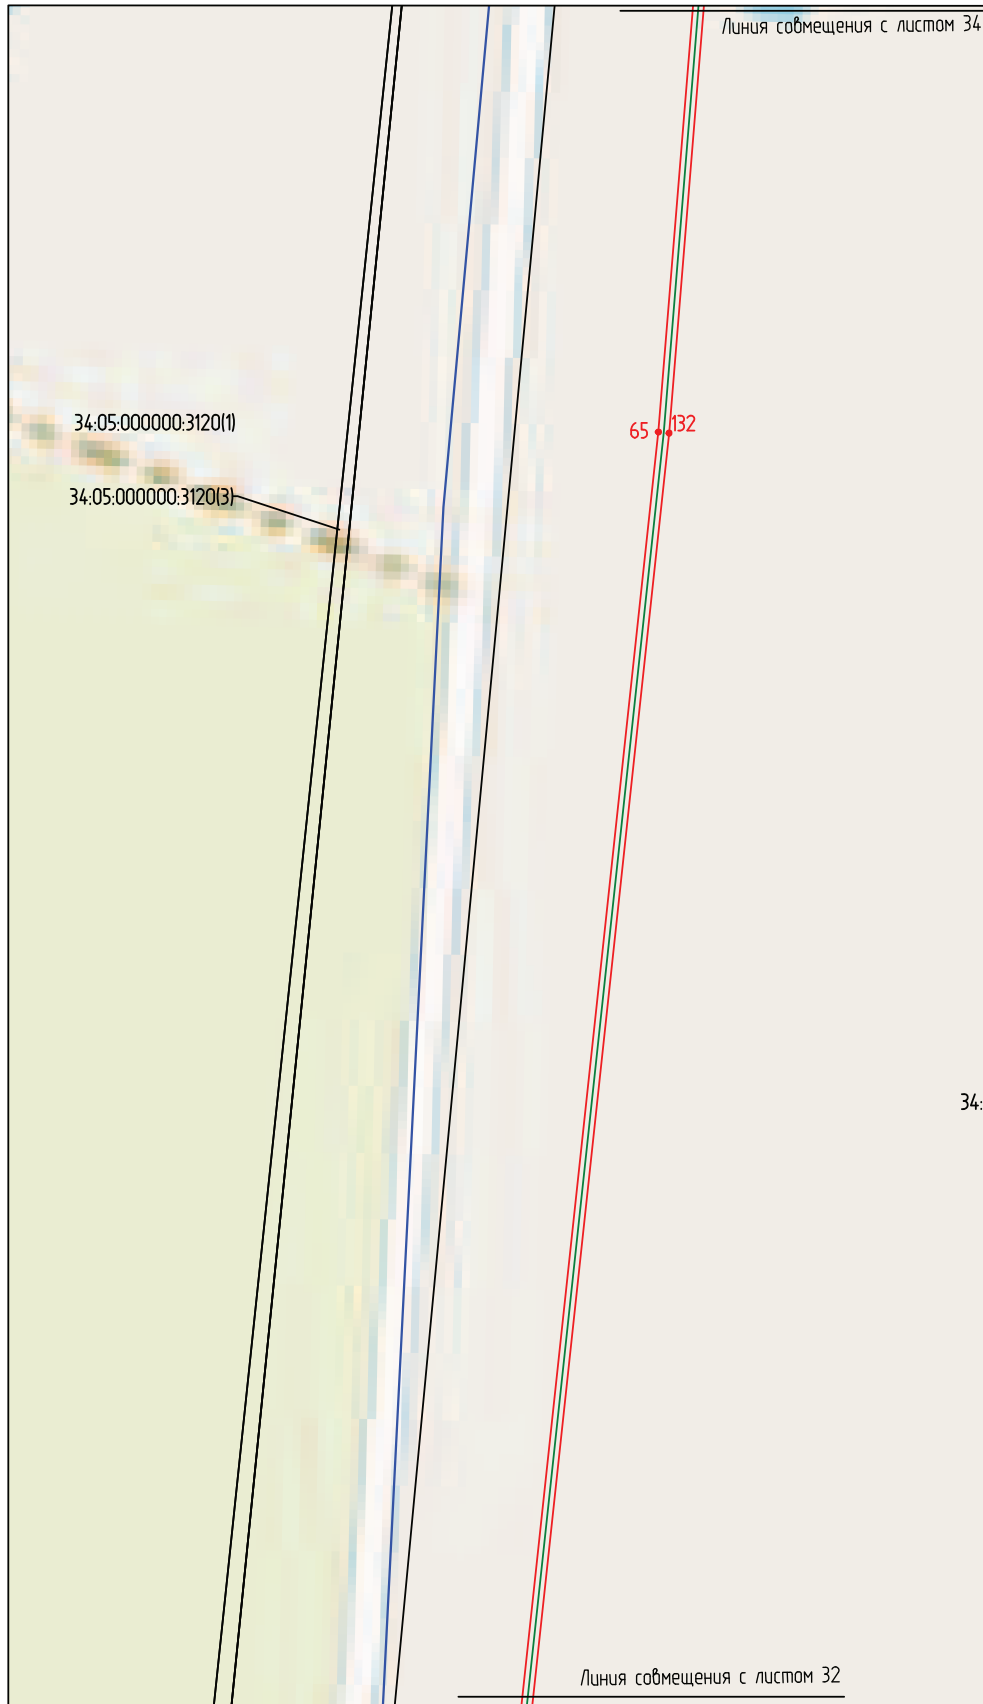 Линия совмещения с листом 34
34:05:000000:3120(1)
65 132
34:05:000000:3120(3)
34:
Линия совмещения с листом 32